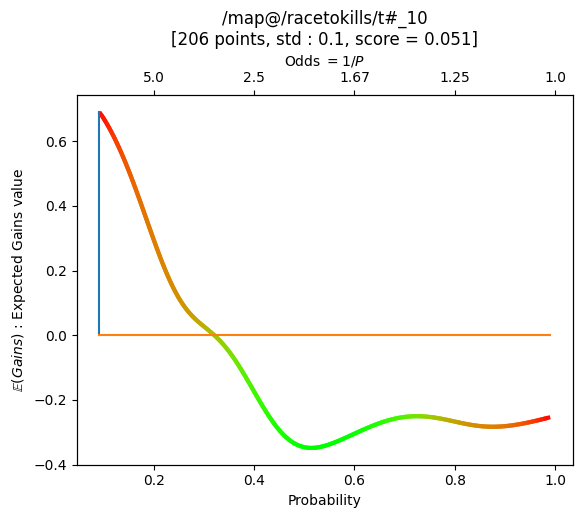 /map@/racetokills/t#_10
[206 points, std : 0.1, score = 0.051]
Odds = 1/P
5.0 2.5 1.67 1.25 1.0
0.6
0.4
0.2
0.0
−0.2
−0.4
𝔼(Gains) : Expected Gains value
0.2 0.4 0.6 0.8 1.0
Probability